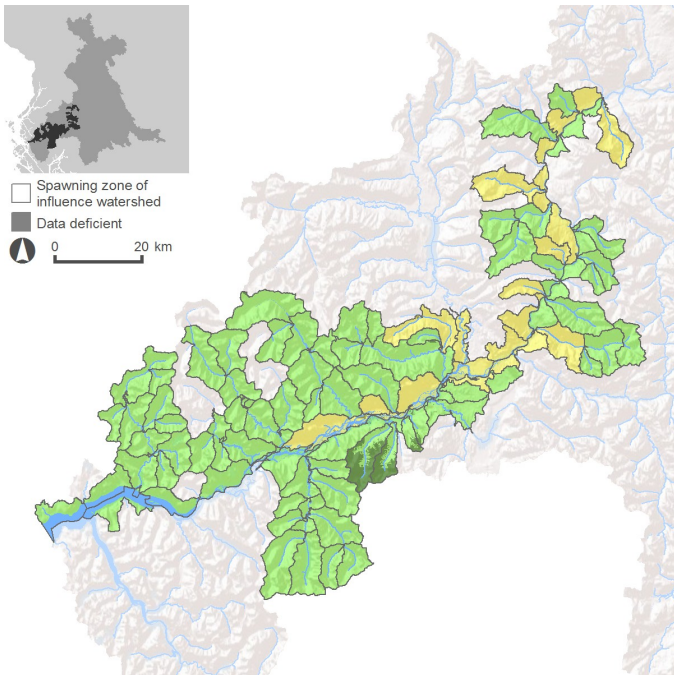 Spawning zone of
influence watershed
Data deficient
0 20 km